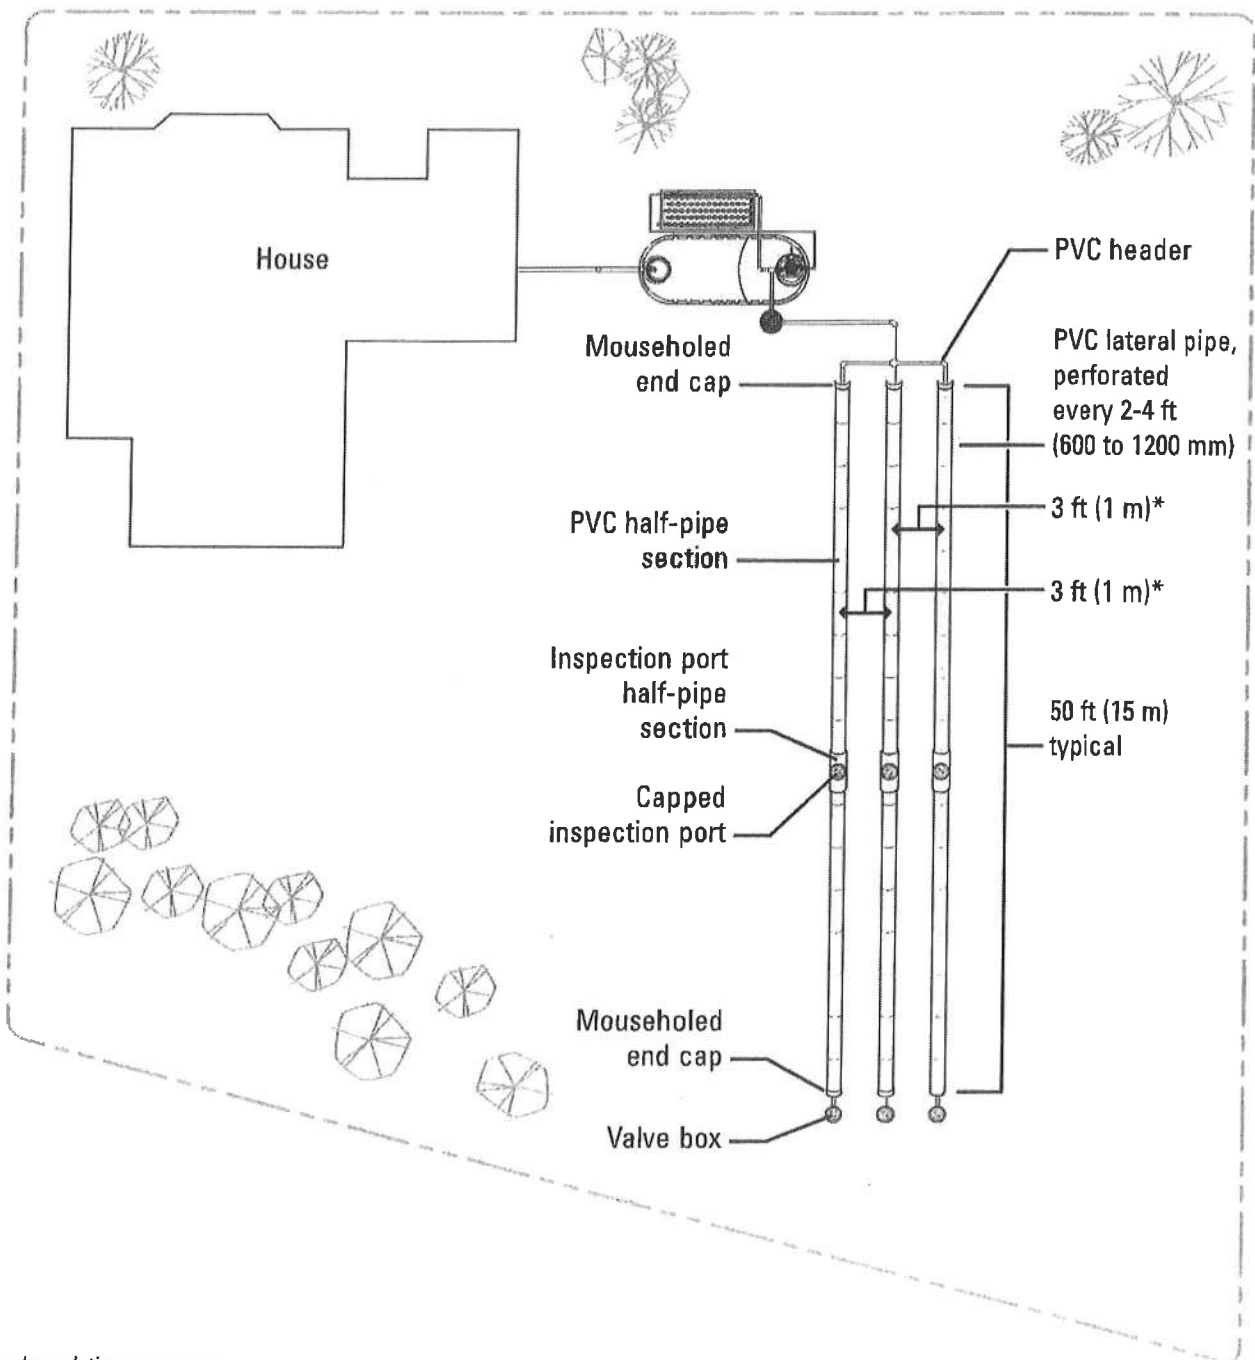 House
PVC header
Mouseholed
end cap
PVC lateral pipe,
perforated
every 2-4 ft
(600 to 1200 mm)
3 ft (1 m)*
PVC half-pipe
section
3 ft (1 m)*
Inspection port
half-pipe
section
50 ft (15 m)
typical
Capped
inspection port
Mouseholed
end cap
Valve box